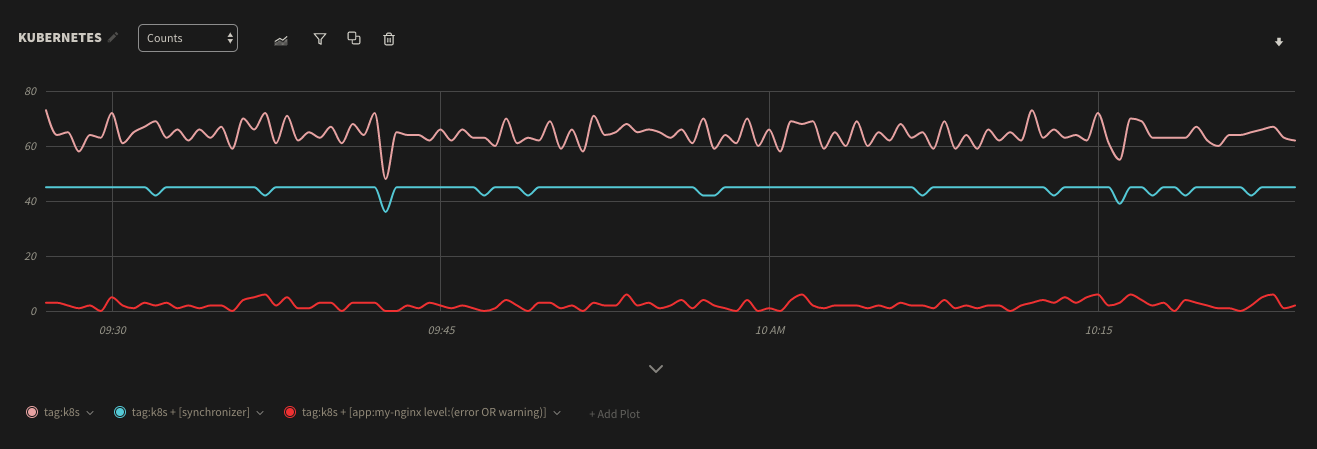 KUBERNETES Counts
80
60
40
20
0
09:30 09:45 10 AM 10:15
tag:k8s tag:k8s + [synchronizer] tag:k8s + [app:my-nginx level:(error OR warning)] + Add Plot